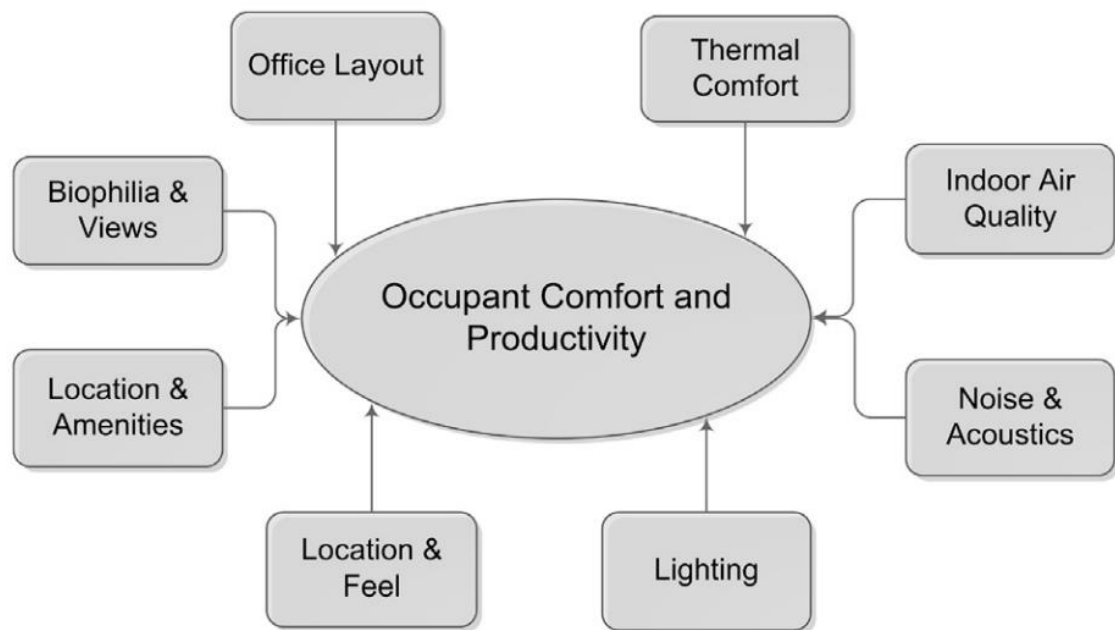 Office Layout
Thermal
Comfort
Biophilia &
Views
Indoor Air
Quality
Occupant Comfort and
Productivity
Location &
Amenities
Noise &
Acoustics
Location &
Feel
Lighting